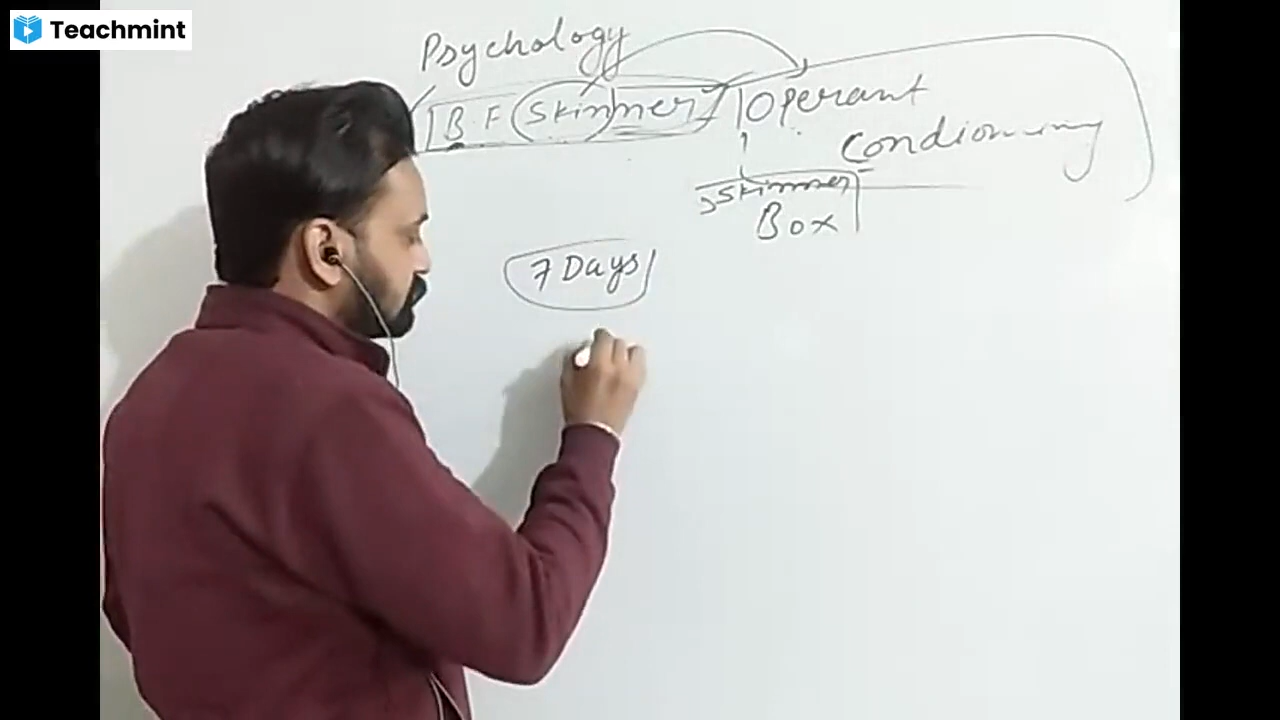 Teachmint
Psychology
B F Skinner Operant
Condioning
Skinner
Box
7 Days